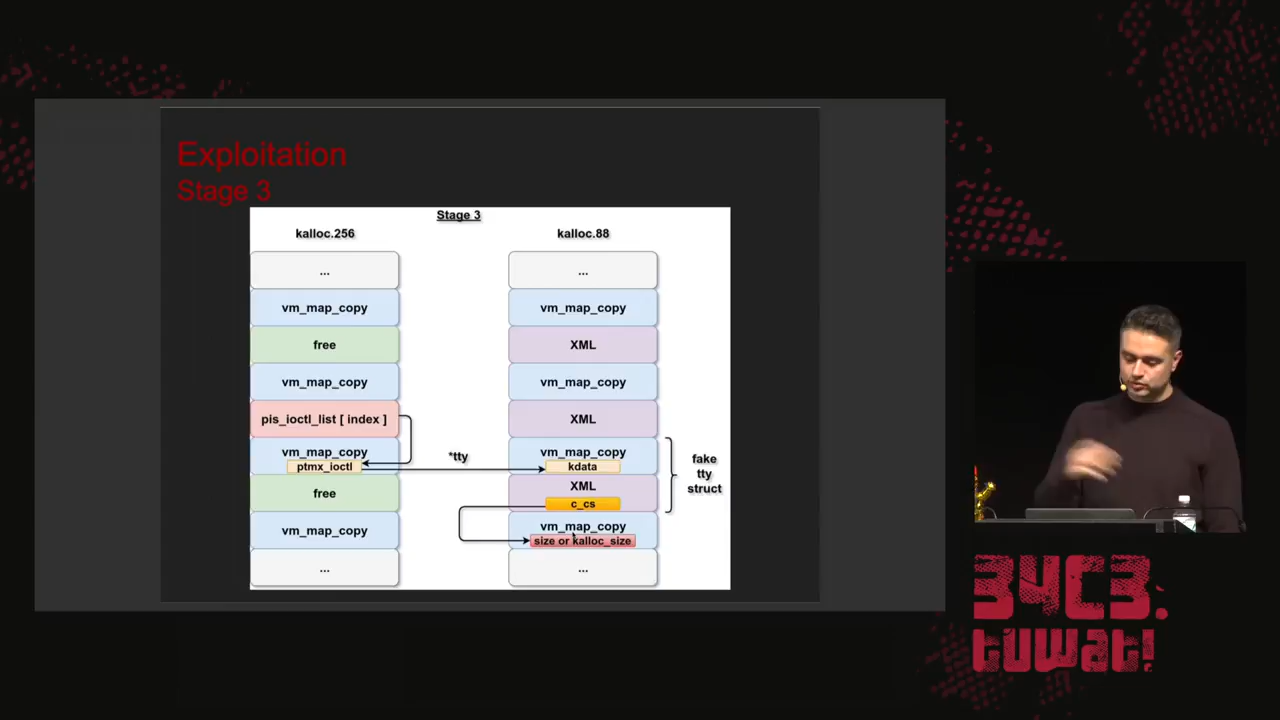 Exploitation
Stage 3
Stage 3
kalloc.256
kalloc.88
...
...
vm_map_copy
vm_map_copy
free
XML
vm_map_copy
vm_map_copy
pis_ioctl_list [ index ]
XML
vm_map_copy
ptmx_ioctl
*tty
vm_map_copy
kdata
fake
tty
struct
free
XML
c_cs
vm_map_copy
vm_map_copy
size or kalloc_size
...
...
34C3.
tuwat!